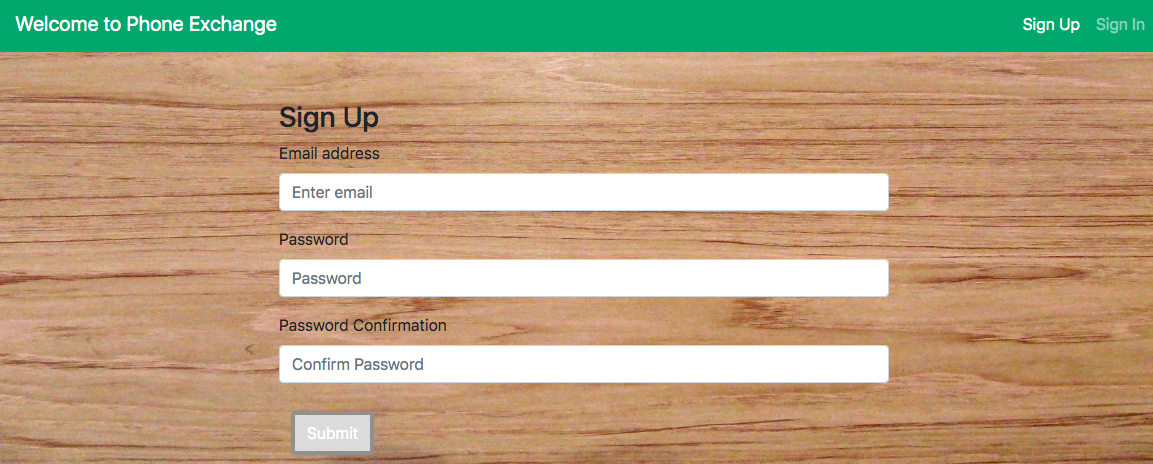 Welcome to Phone Exchange
Sign Up
Sign In
Sign Up
Email address
Enter email
Password
Password
Password Confirmation
<
Confirm Password
Submit